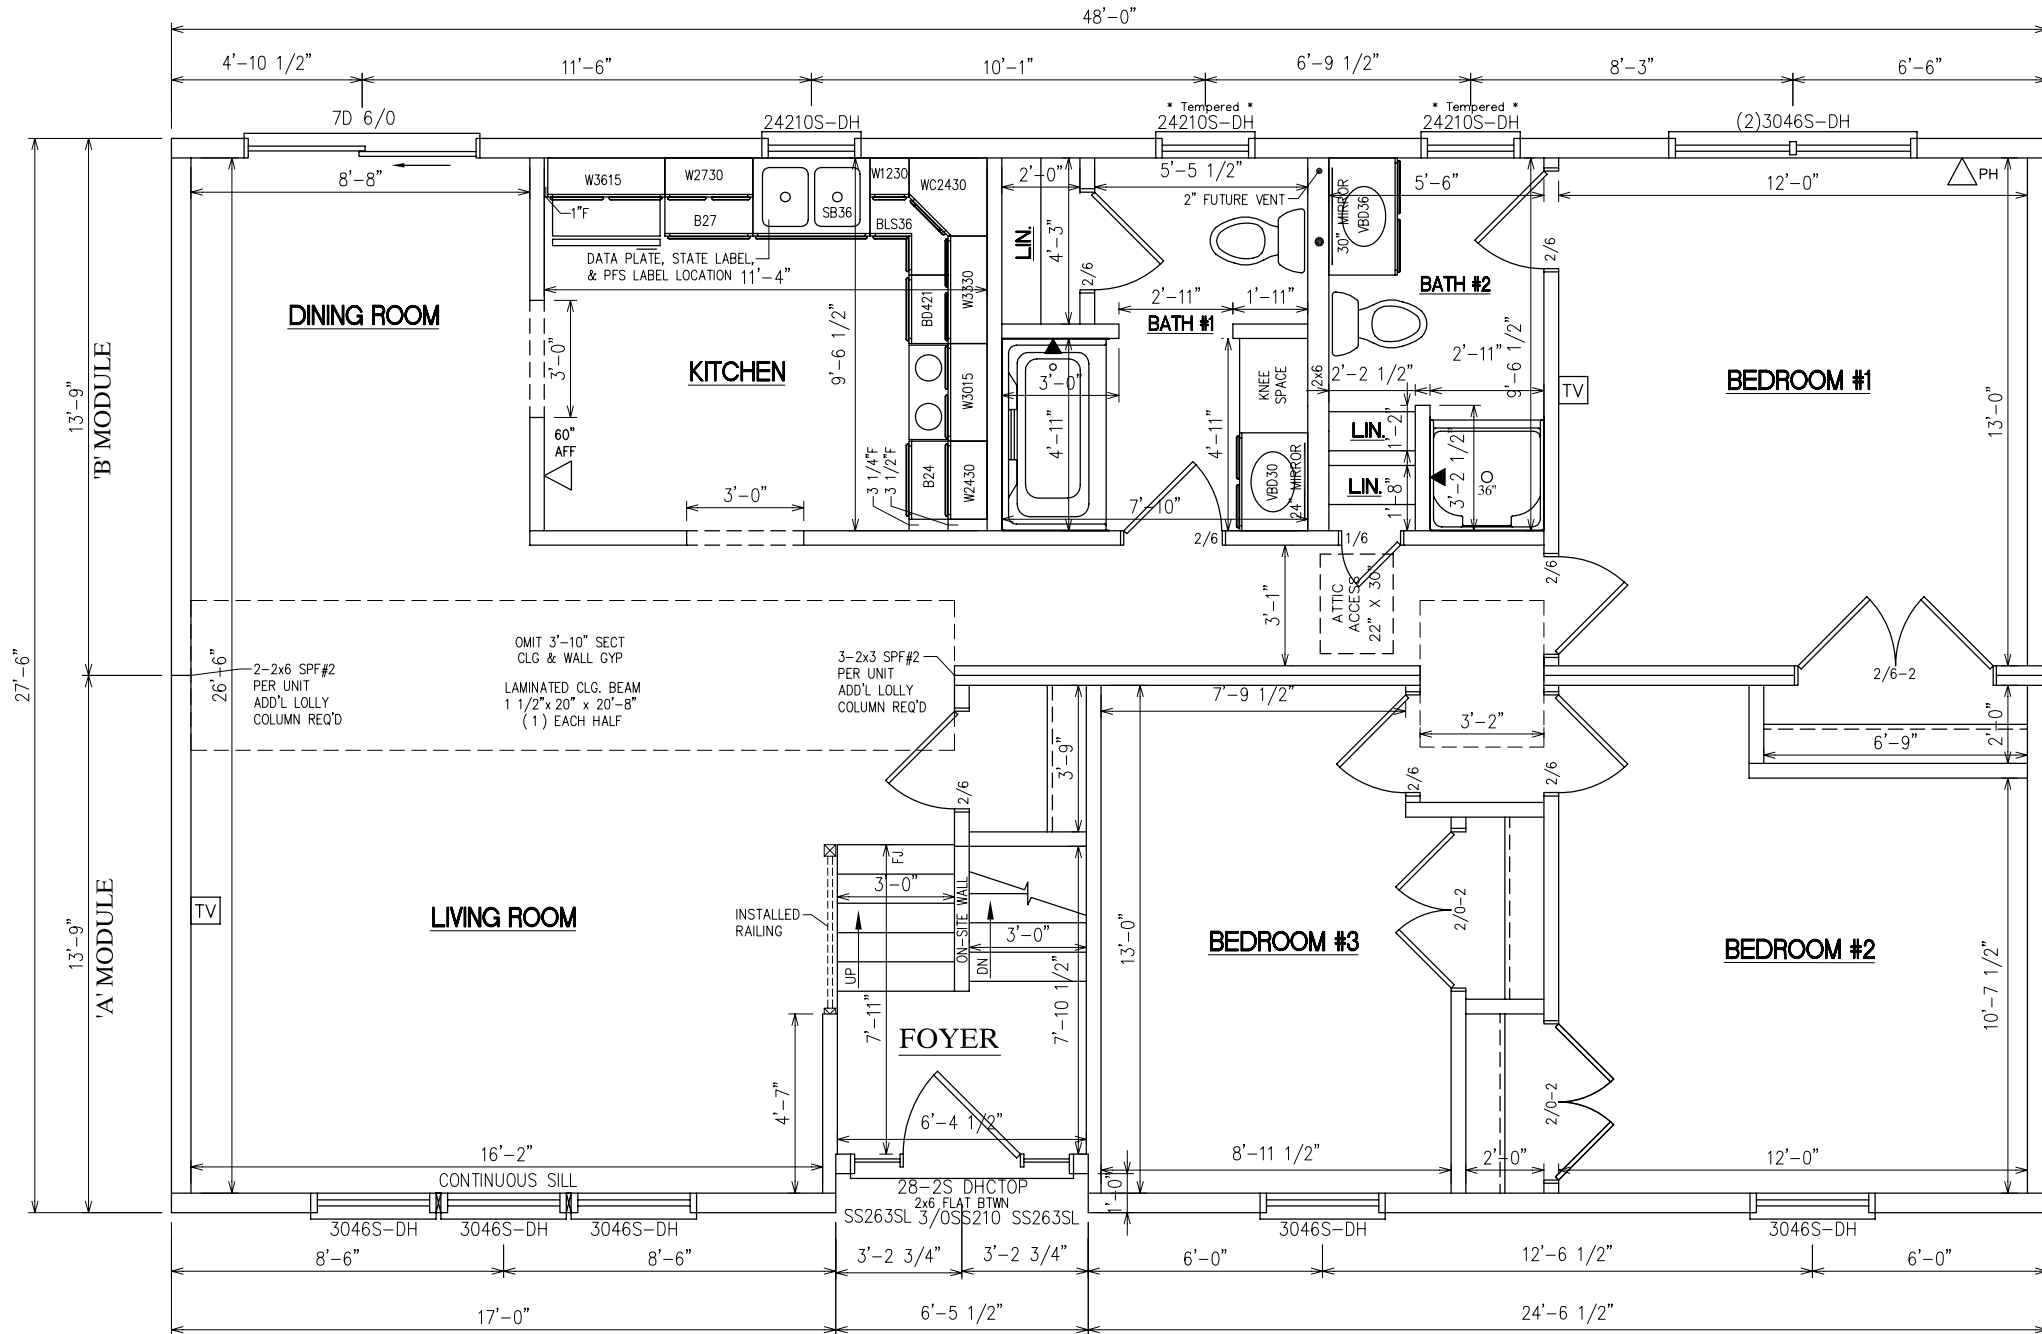 48'-0"
4'-10 1/2"
11'-6"
10'-1"
6'-9 1/2"
8'-3"
6'-6"
7D 6/0
24210S-DH
* Tempered *
24210S-DH
* Tempered *
24210S-DH
(2)3046S-DH
8'-8"
W3615
W2730
W1230
WC2430
2'-0"
5'-5 1/2"
5'-6"
12'-0"
PH
1"F
B27
SB36
BLS36
2" FUTURE VENT
30" MIRROR
VBD36
LIN.
4'-3"
2/6
2/6
DATA PLATE, STATE LABEL,
& PFS LABEL LOCATION
11'-4"
W3330
BD421
BATH #2
2'-11"
1'-11"
BATH #1
DINING ROOM
KITCHEN
3'-0"
9'-6 1/2"
W3015
3'-0"
4'-11"
KNEE
SPACE
2x6
2'-2 1/2"
2'-11"
9'-6 1/2"
TV
BEDROOM #1
13'-0"
'B' MODULE
13'-9"
60"
AFF
4'-11"
LIN.
1'-2"
LIN.
1'-8"
3'-2 1/2"
36"
3 1/4"F
3 1/2"F
B24
W2430
VBD30
24" MIRROR
3'-0"
7'-10"
2/6
1/6
2/6
3'-1"
ATTIC
ACCESS
22" X 30"
27'-6"
26'-6"
OMIT 3'-10" SECT
CLG & WALL GYP
LAMINATED CLG. BEAM
1 1/2"x 20" x 20'-8"
( 1 ) EACH HALF
2-2x6 SPF#2
PER UNIT
ADD'L LOLLY
COLUMN REQ'D
3-2x3 SPF#2
PER UNIT
ADD'L LOLLY
COLUMN REQ'D
2/6-2
7'-9 1/2"
3'-2"
2'-0"
6'-9"
3'-9"
2/6
2/6
2/6
'A' MODULE
13'-9"
TV
LIVING ROOM
INSTALLED
RAILING
FJ
3'-0"
UP
ON-SITE WALL
DN
3'-0"
7'-11"
7'-10 1/2"
13'-0"
BEDROOM #3
2/0-2
BEDROOM #2
10'-7 1/2"
FOYER
4'-7"
6'-4 1/2"
2/0-2
16'-2"
8'-11 1/2"
2'-0"
12'-0"
CONTINUOUS SILL
1'-0"
28-2S DHCTOP
2x6 FLAT BTWN
SS263SL 3/0SS210 SS263SL
3046S-DH
3046S-DH
3046S-DH
3046S-DH
3046S-DH
8'-6"
8'-6"
3'-2 3/4"
3'-2 3/4"
6'-0"
12'-6 1/2"
6'-0"
17'-0"
6'-5 1/2"
24'-6 1/2"